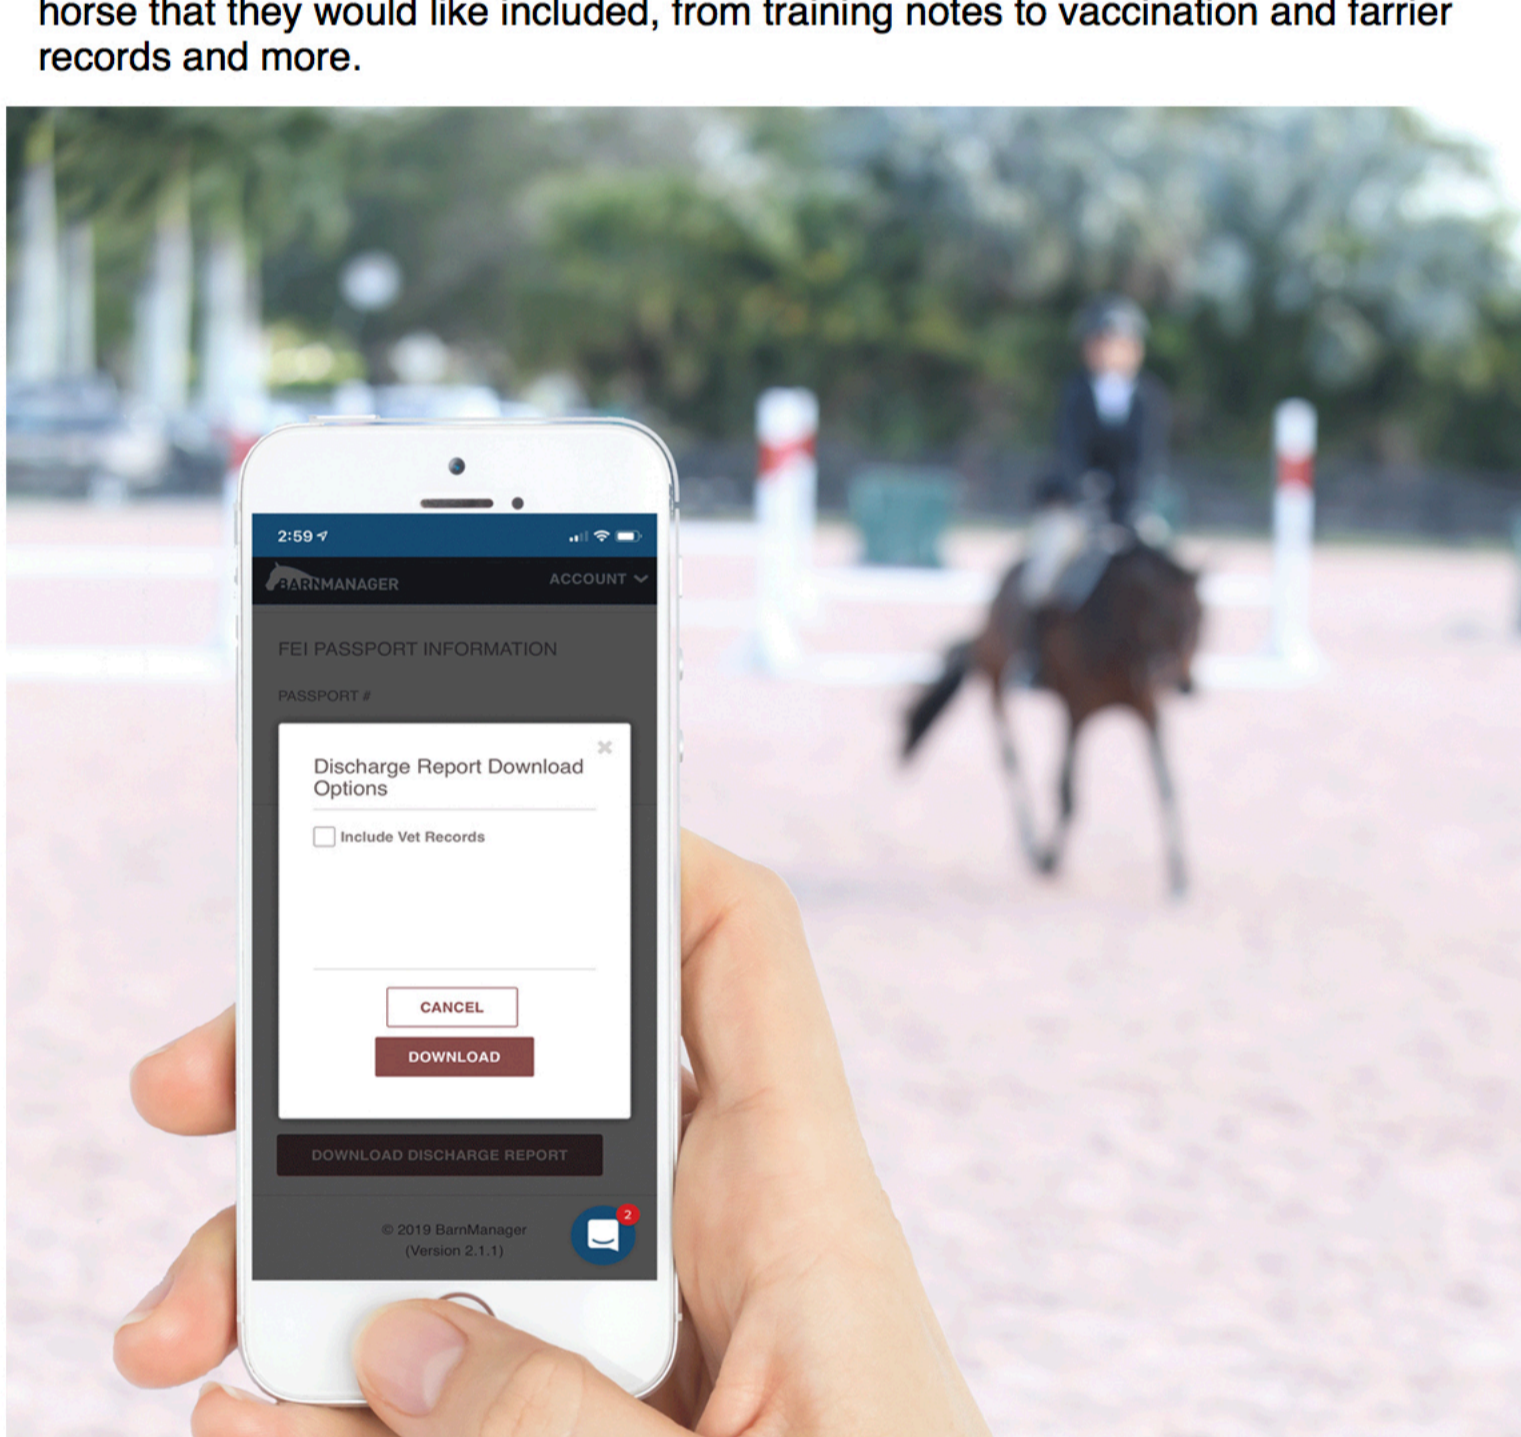 horse that they would like included, from training notes to vaccination and farrier
records and more.
2:59
BARNMANAGER
ACCOUNT
FEI PASSPORT INFORMATION
PASSPORT #
Discharge Report Download
Options
Include Vet Records
CANCEL
DOWNLOAD
DOWNLOAD DISCHARGE REPORT
© 2019 BarnManager
(Version 2.1.1)
2